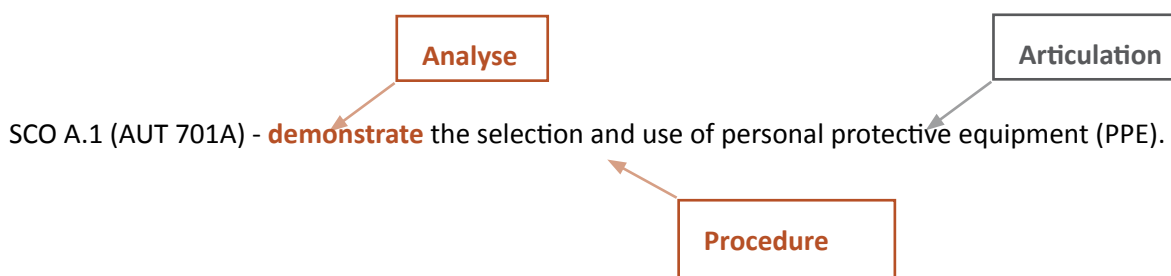 Analyse
Articulation
SCO A.1 (AUT 701A) - demonstrate the selection and use of personal protective equipment (PPE).
Procedure